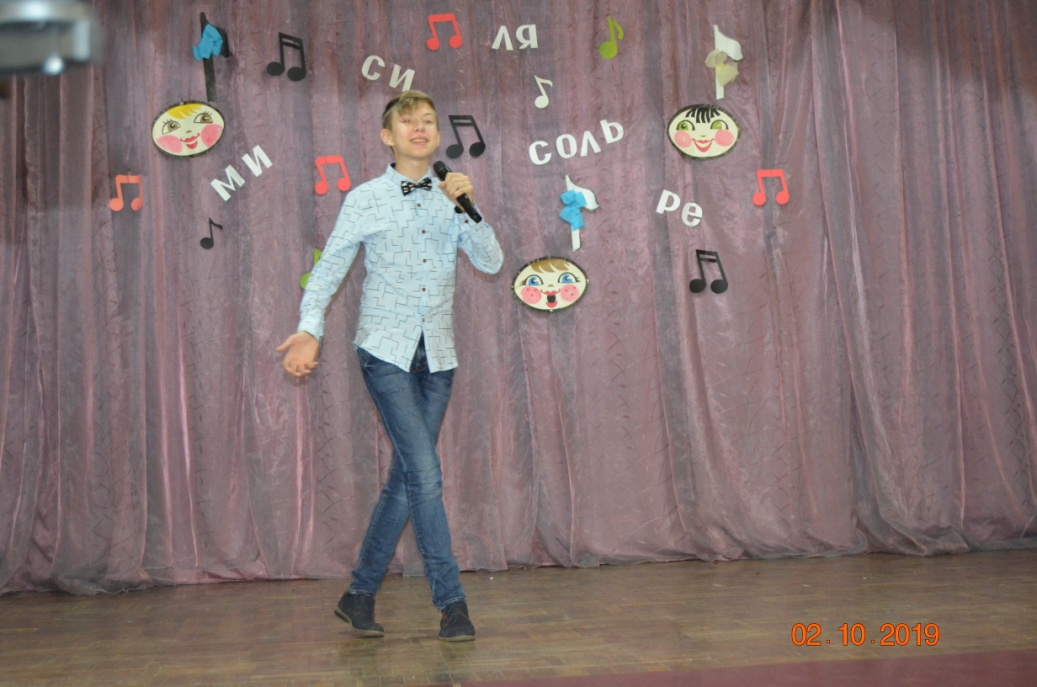 ля
си
соль
ми
ре
02.10.2019